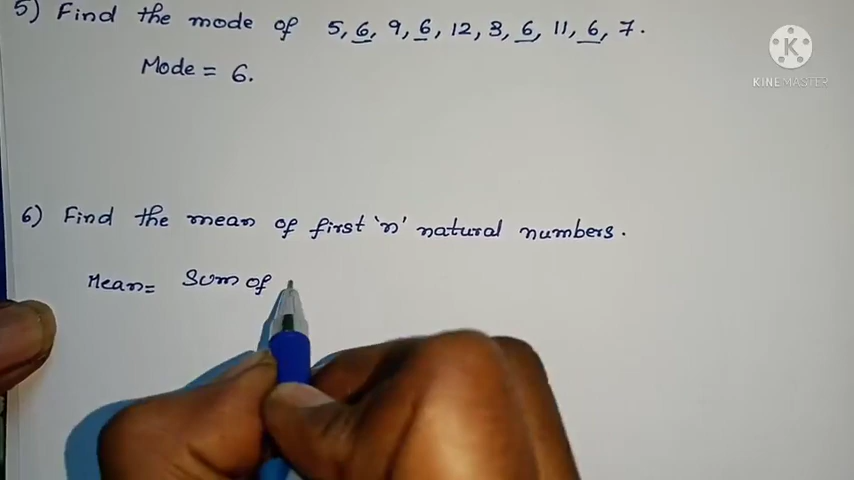 5) Find the mode of 5, 6, 9, 6, 12, 3, 6, 11, 6, 7.
K
KINEMASTER
Mode = 6.
6) Find the mean of first 'n' natural numbers.
Mean = Sum of